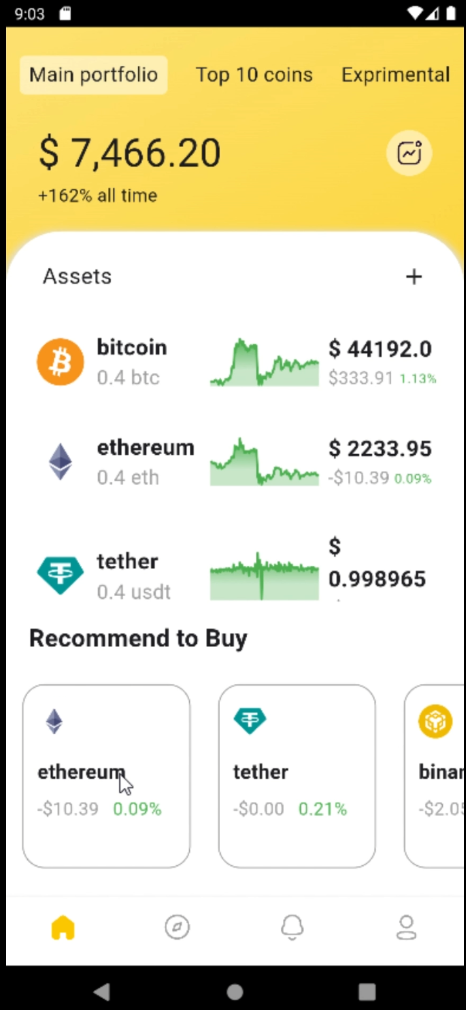 9:03
Main portfolio Top 10 coins Exprimental
$ 7,466.20
+162% all time
Assets +
bitcoin $ 44192.0
0.4 btc $333.91 1.13%
ethereum $ 2233.95
0.4 eth -$10.39 0.09%
tether $
0.998965
0.4 usdt
Recommend to Buy
ethereum tether binan
-$10.39 0.09% -$0.00 0.21% -$2.05